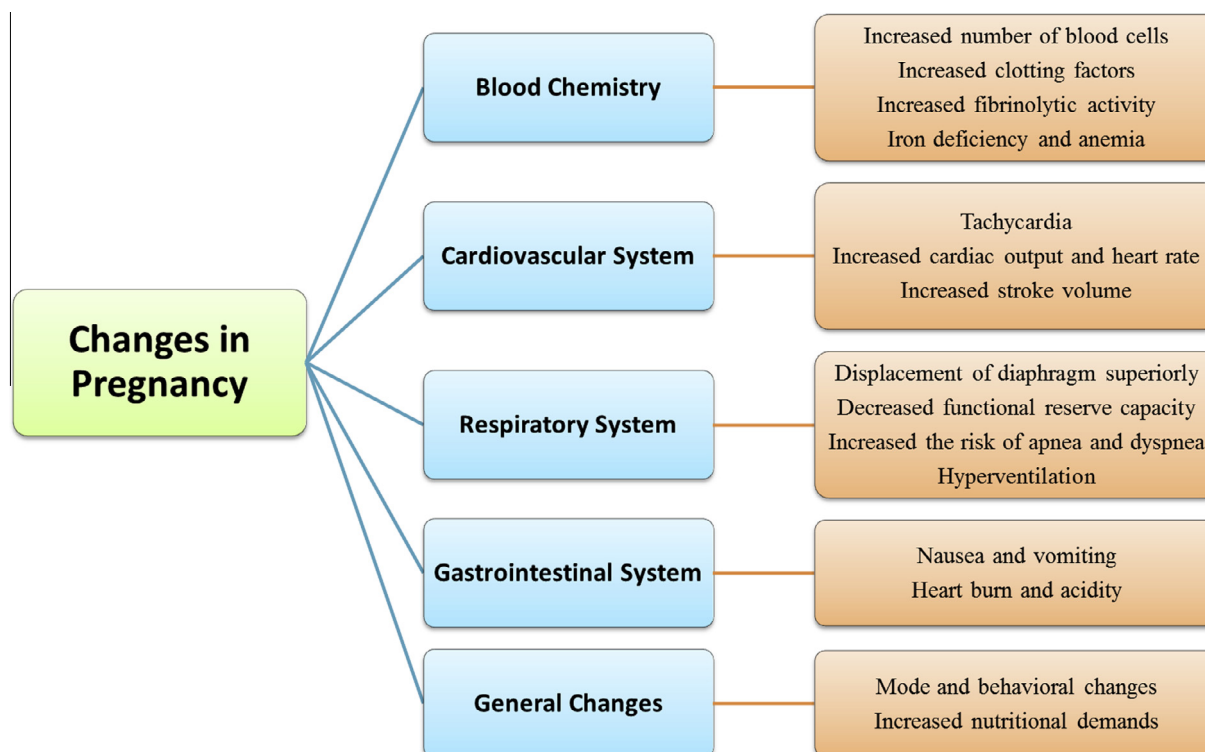 Changes in
Pregnancy
Blood Chemistry
Increased number of blood cells
Increased clotting factors
Increased fibrinolytic activity
Iron deficiency and anemia
Cardiovascular System
Tachycardia
Increased cardiac output and heart rate
Increased stroke volume
Respiratory System
Displacement of diaphragm superiorly
Decreased functional reserve capacity
Increased the risk of apnea and dyspnea
Hyperventilation
Gastrointestinal System
Nausea and vomiting
Heart burn and acidity
General Changes
Mode and behavioral changes
Increased nutritional demands